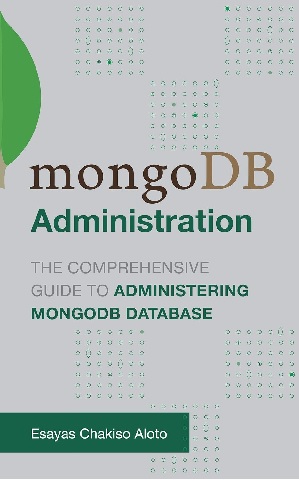 mongoDB
Administration
THE COMPREHENSIVE
GUIDE TO ADMINISTERING
MONGODB DATABASE
Esayas Chakiso Aloto